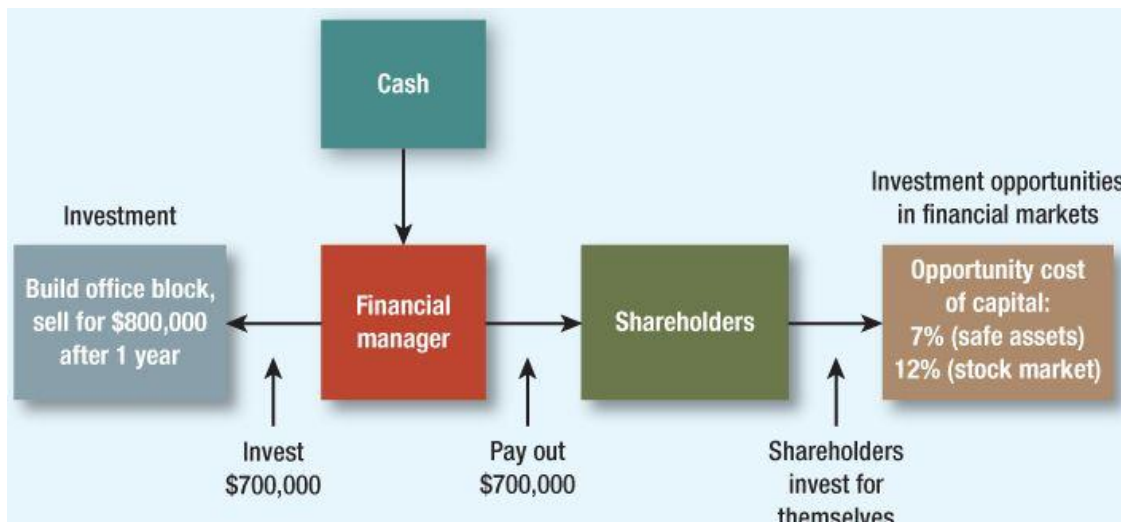 Cash
Investment
Build office block,
sell for $800,000
after 1 year
Financial
manager
Shareholders
Investment opportunities
in financial markets
Opportunity cost
of capital:
7% (safe assets)
12% (stock market)
Invest
$700,000
Pay out
$700,000
Shareholders
invest for
themselves